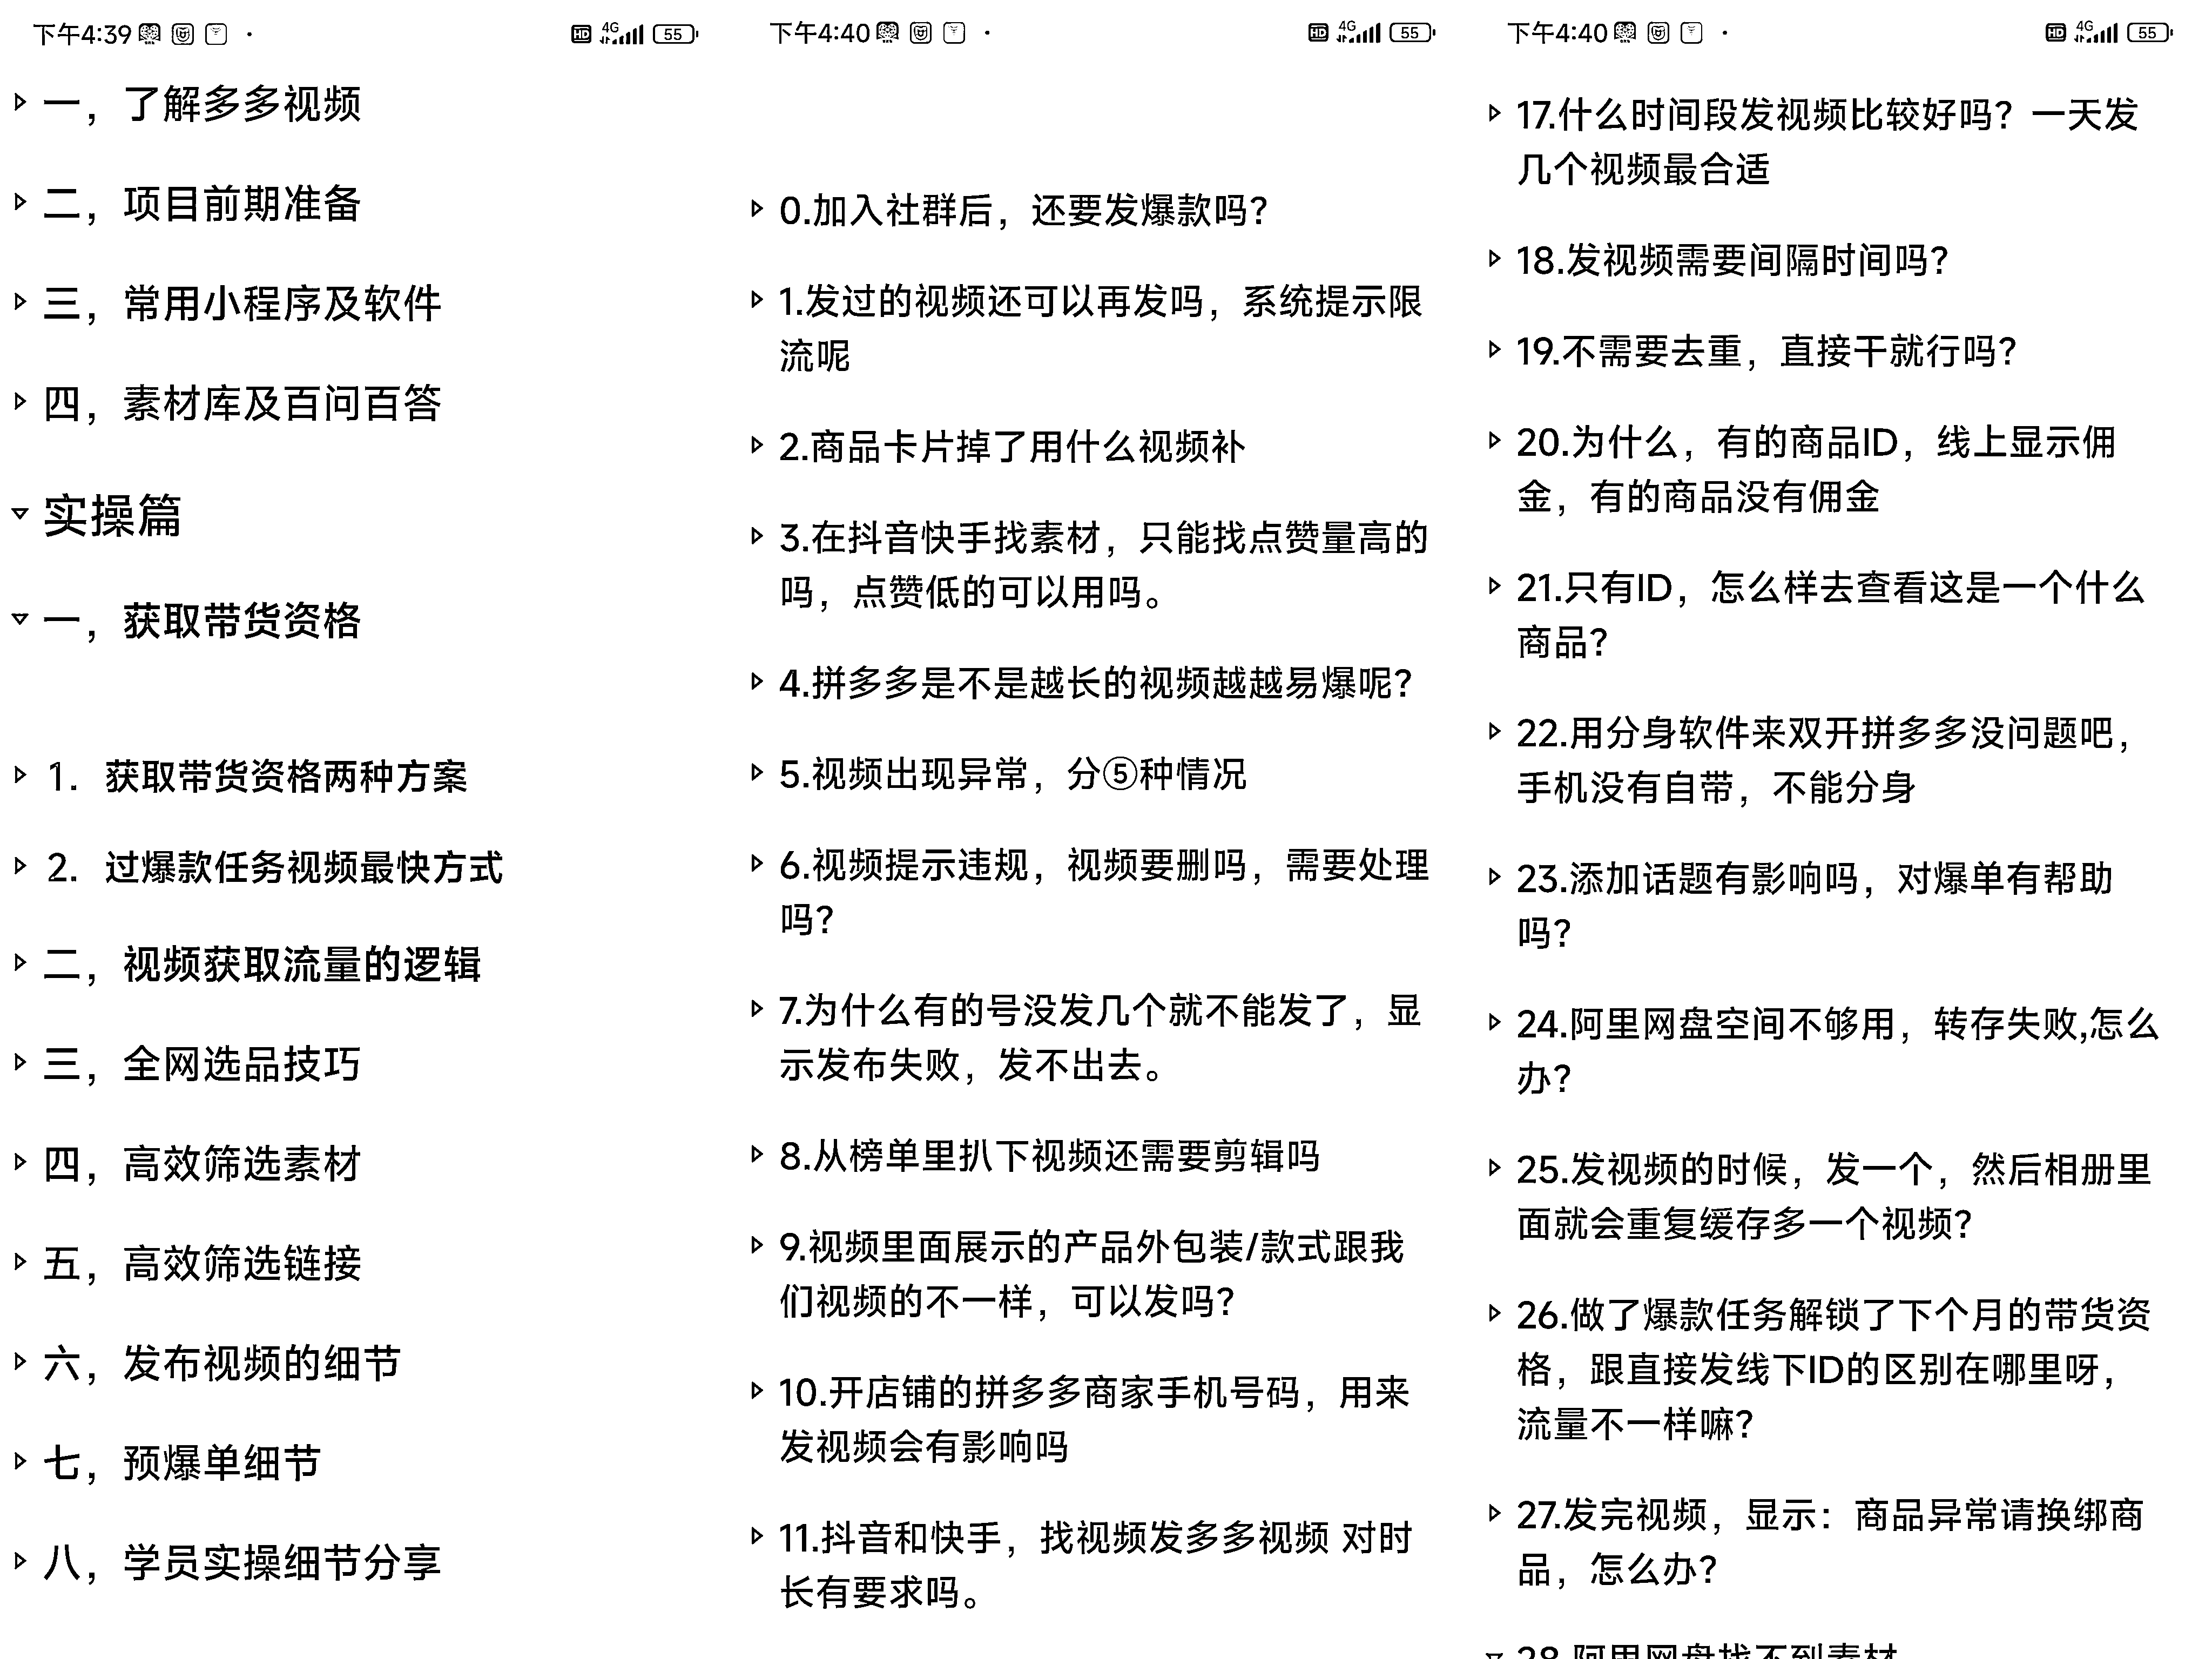 下午4:39
HD 4G 55
一，了解多多视频
二，项目前期准备
三，常用小程序及软件
四，素材库及百问百答
实操篇
一，获取带货资格
1. 获取带货资格两种方案
2. 过爆款任务视频最快方式
二，视频获取流量的逻辑
三，全网选品技巧
四，高效筛选素材
五，高效筛选链接
六，发布视频的细节
七，预爆单细节
八，学员实操细节分享
下午4:40
HD 4G 55
0.加入社群后，还要发爆款吗？
1.发过的视频还可以再发吗，系统提示限
流呢
2.商品卡片掉了用什么视频补
3.在抖音快手找素材，只能找点赞量高的
吗，点赞低的可以用吗。
4.拼多多是不是越长的视频越越易爆呢？
5.视频出现异常，分⑤种情况
6.视频提示违规，视频要删吗，需要处理
吗？
7.为什么有的号没发几个就不能发了，显
示发布失败，发不出去。
8.从榜单里扒下视频还需要剪辑吗
9.视频里面展示的产品外包装/款式跟我
们视频的不一样，可以发吗？
10.开店铺的拼多多商家手机号码，用来
发视频会有影响吗
11.抖音和快手，找视频发多多视频 对时
长有要求吗。
下午4:40
HD 4G 55
17.什么时间段发视频比较好吗？一天发
几个视频最合适
18.发视频需要间隔时间吗？
19.不需要去重，直接干就行吗？
20.为什么，有的商品ID，线上显示佣
金，有的商品没有佣金
21.只有ID，怎么样去查看这是一个什么
商品？
22.用分身软件来双开拼多多没问题吧，
手机没有自带，不能分身
23.添加话题有影响吗，对爆单有帮助
吗？
24.阿里网盘空间不够用，转存失败,怎么
办？
25.发视频的时候，发一个，然后相册里
面就会重复缓存多一个视频？
26.做了爆款任务解锁了下个月的带货资
格，跟直接发线下ID的区别在哪里呀，
流量不一样嘛？
27.发完视频，显示：商品异常请换绑商
品，怎么办？
28.阿里网盘找不到素材